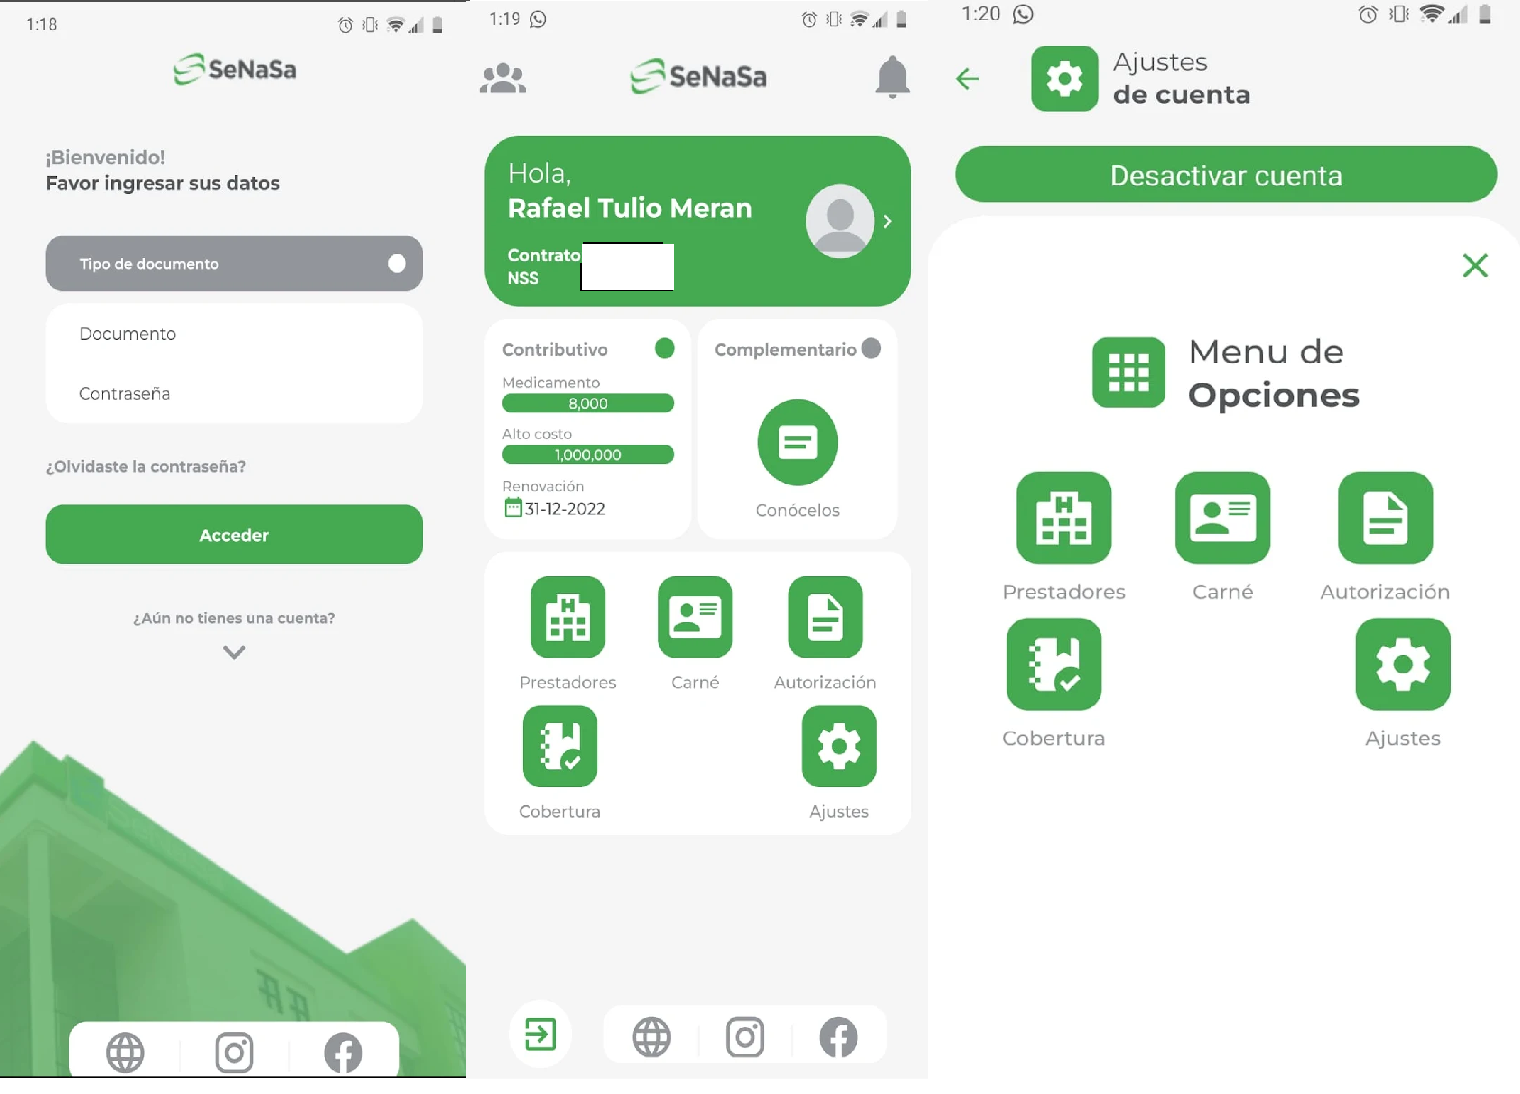 1:18
SeNaSa
¡Bienvenido!
Favor ingresar sus datos
Tipo de documento
Documento
Contraseña
¿Olvidaste la contraseña?
Acceder
¿Aún no tienes una cuenta?
1:19
SeNaSa
Hola,
Rafael Tulio Meran
Contrato
NSS
Contributivo
Medicamento
8,000
Alto costo
1,000,000
Renovación
31-12-2022
Complementario
Conócelos
Prestadores
Carné
Autorización
Cobertura
Ajustes
1:20
Ajustes
de cuenta
Desactivar cuenta
Menu de
Opciones
Prestadores
Carné
Autorización
Cobertura
Ajustes